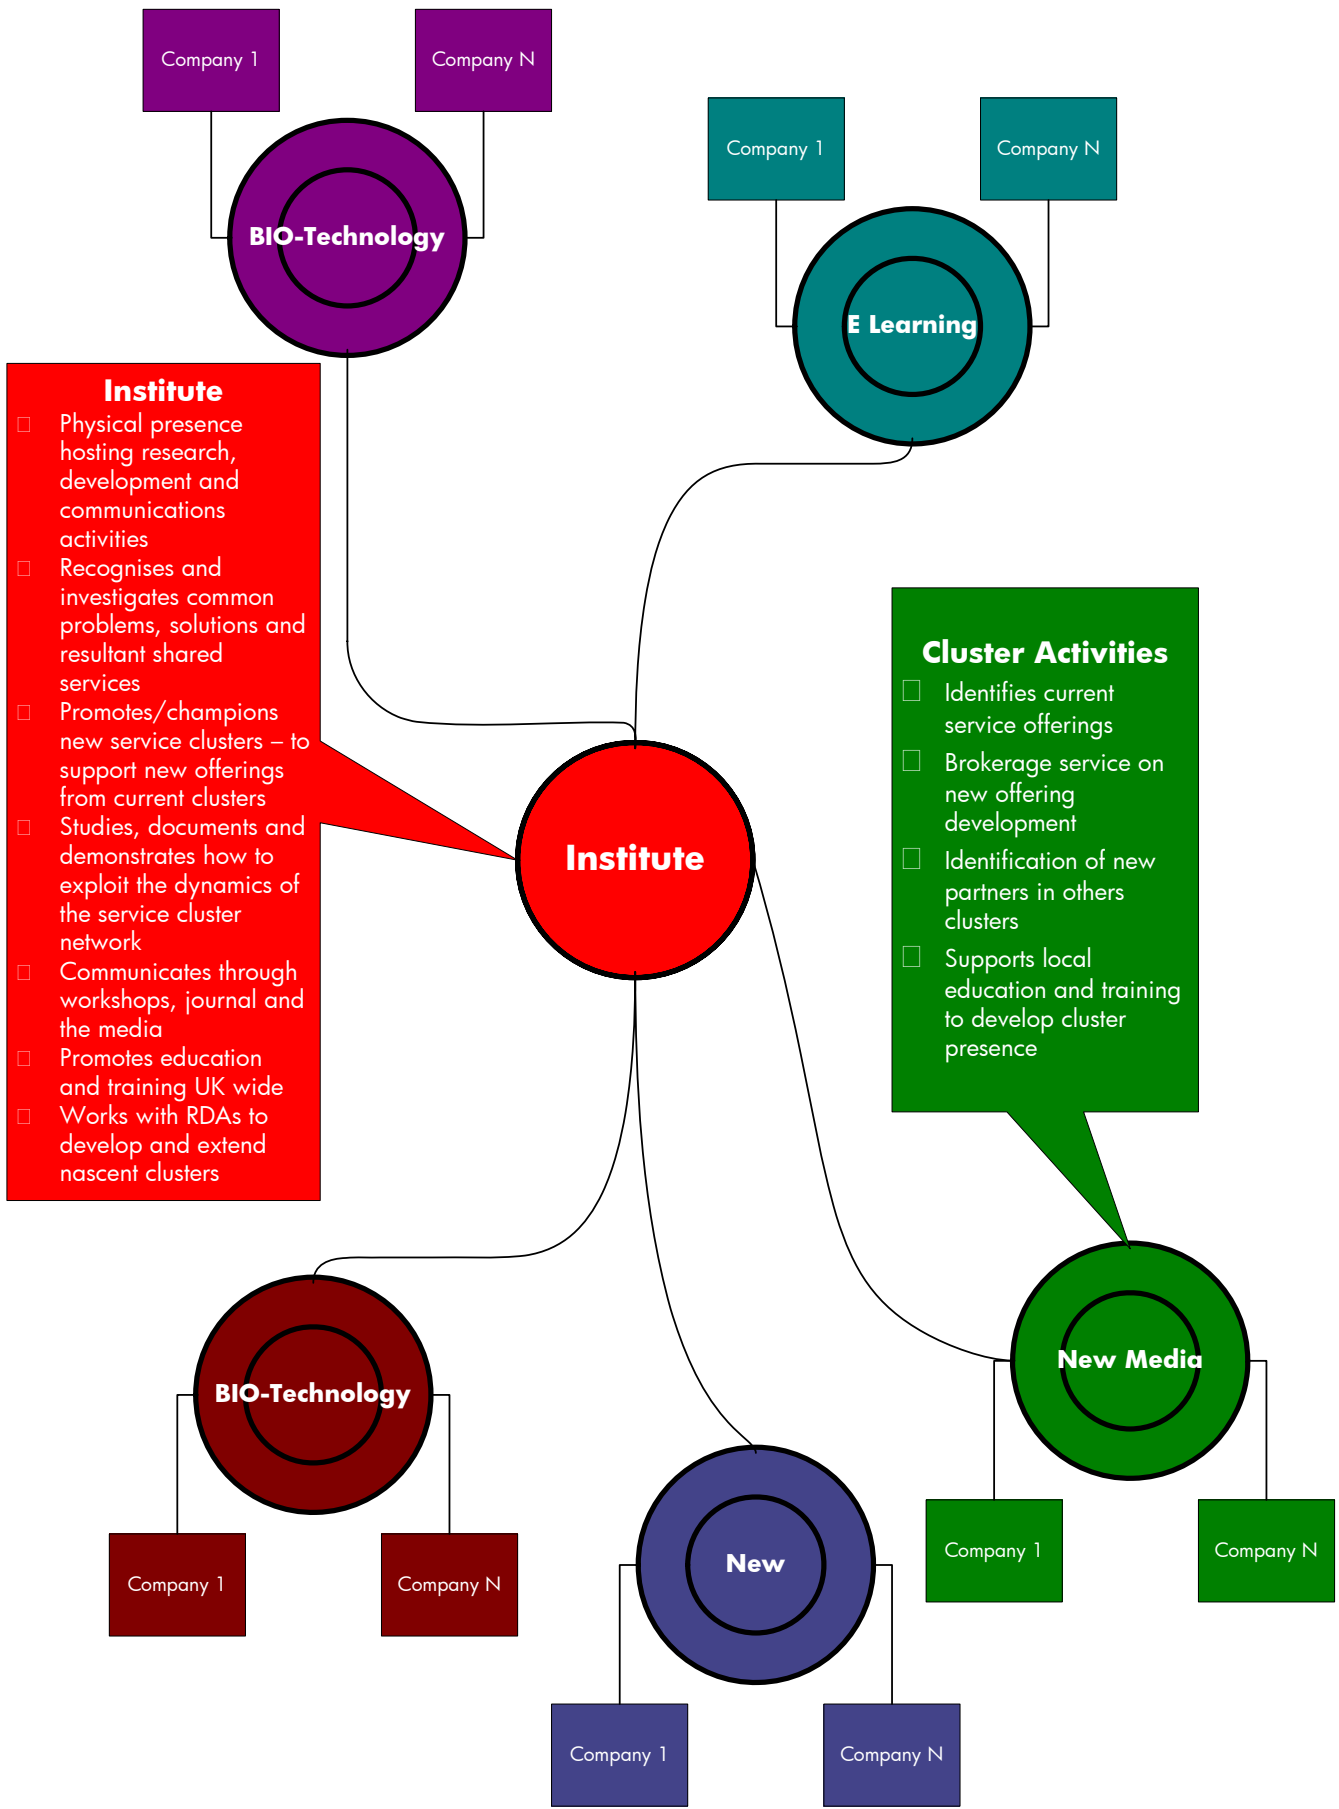 Company 1
Company N
BIO-Technology
Company 1
Company N
E Learning
Institute
Physical presence
hosting research,
development and
communications
activities
Recognises and
investigates common
problems, solutions and
resultant shared
services
Promotes/champions
new service clusters – to
support new offerings
from current clusters
Studies, documents and
demonstrates how to
exploit the dynamics of
the service cluster
network
Communicates through
workshops, journal and
the media
Promotes education
and training UK wide
Works with RDAs to
develop and extend
nascent clusters
Institute
Cluster Activities
Identifies current
service offerings
Brokerage service on
new offering
development
Identification of new
partners in others
clusters
Supports local
education and training
to develop cluster
presence
BIO-Technology
Company 1
Company N
New
Company 1
Company N
New Media
Company 1
Company N